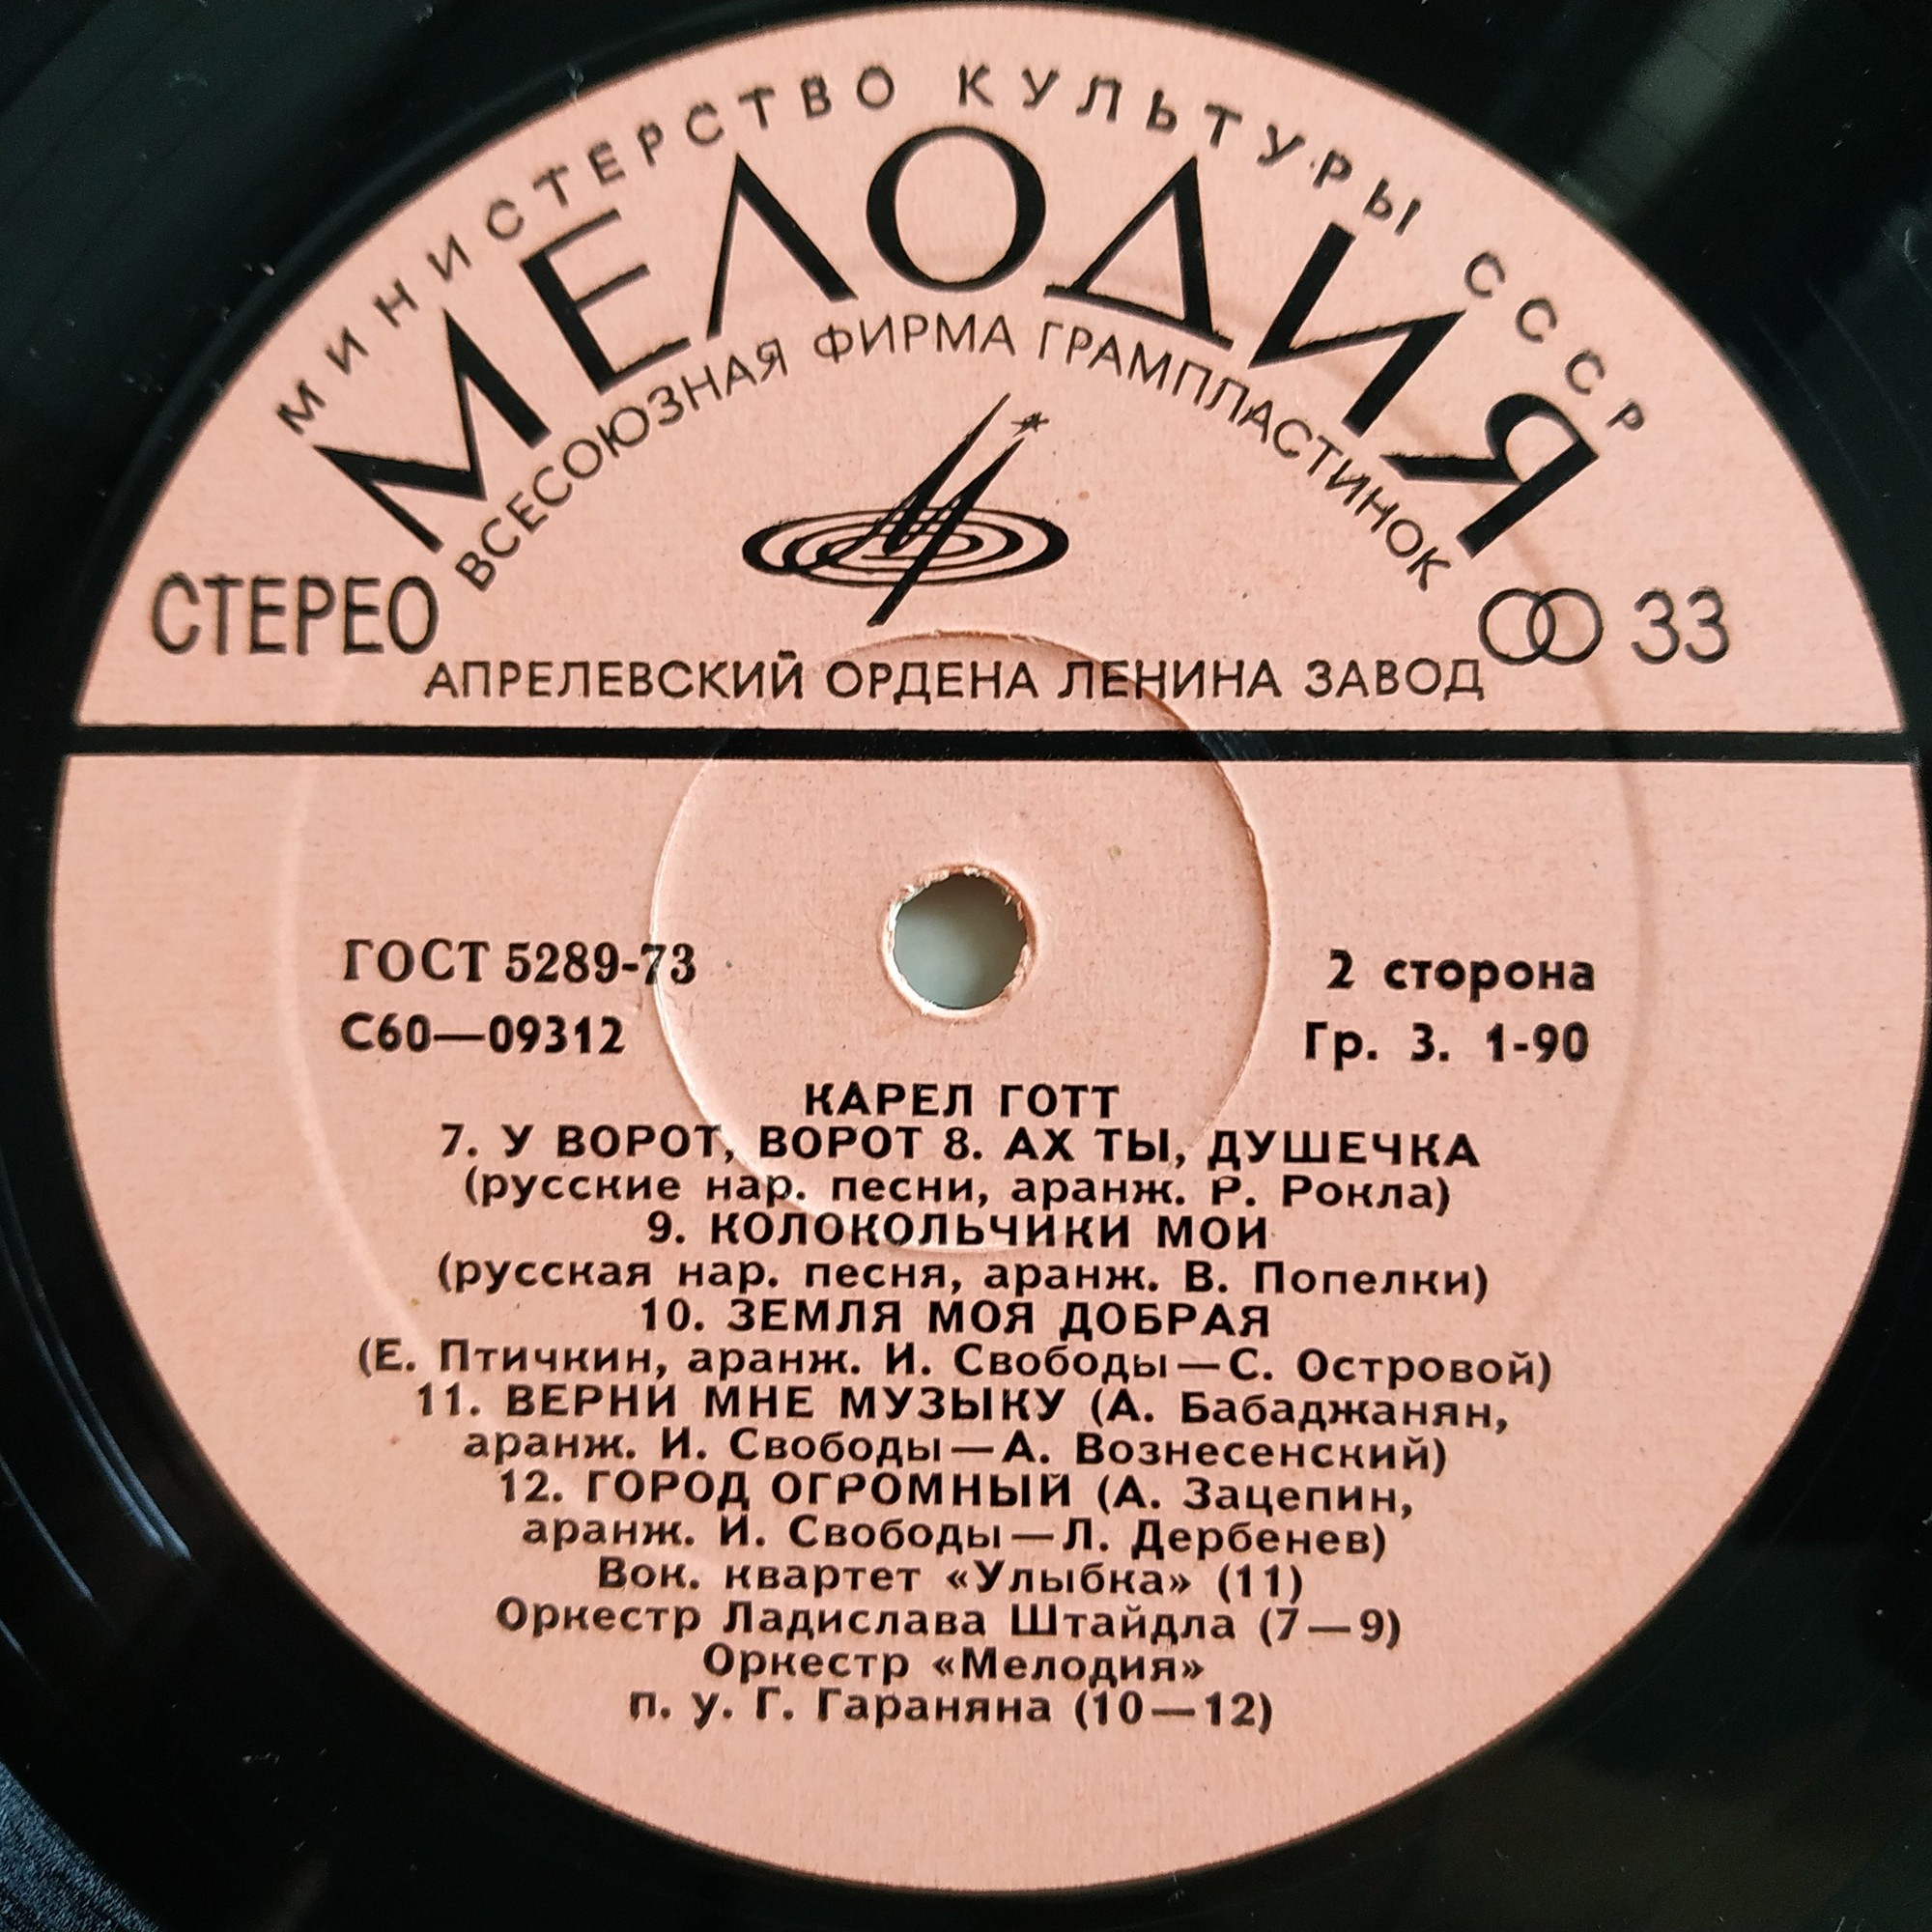 МИНИСТЕРСТВО КУЛЬТУРЫ СССР
МЕЛОДИЯ
ВСЕСОЮЗНАЯ ФИРМА ГРАМПЛАСТИНОК
СТЕРЕО
33
АПРЕЛЕВСКИЙ ОРДЕНА ЛЕНИНА ЗАВОД
ГОСТ 5289-73
2 сторона
С60—09312
Гр. 3. 1-90
КАРЕЛ ГОТТ
7. У ВОРОТ, ВОРОТ 8. АХ ТЫ, ДУШЕЧКА
(русские нар. песни, аранж. Р. Рокла)
9. КОЛОКОЛЬЧИКИ МОИ
(русская нар. песня, аранж. В. Попелки)
10. ЗЕМЛЯ МОЯ ДОБРАЯ
(Е. Птичкин, аранж. И. Свободы—С. Островой)
11. ВЕРНИ МНЕ МУЗЫКУ (А. Бабаджанян,
аранж. И. Свободы—А. Вознесенский)
12. ГОРОД ОГРОМНЫЙ (А. Зацепин,
аранж. И. Свободы—Л. Дербенев)
Вок. квартет «Улыбка» (11)
Оркестр Ладислава Штайдла (7—9)
Оркестр «Мелодия»
п. у. Г. Гараняна (10—12)